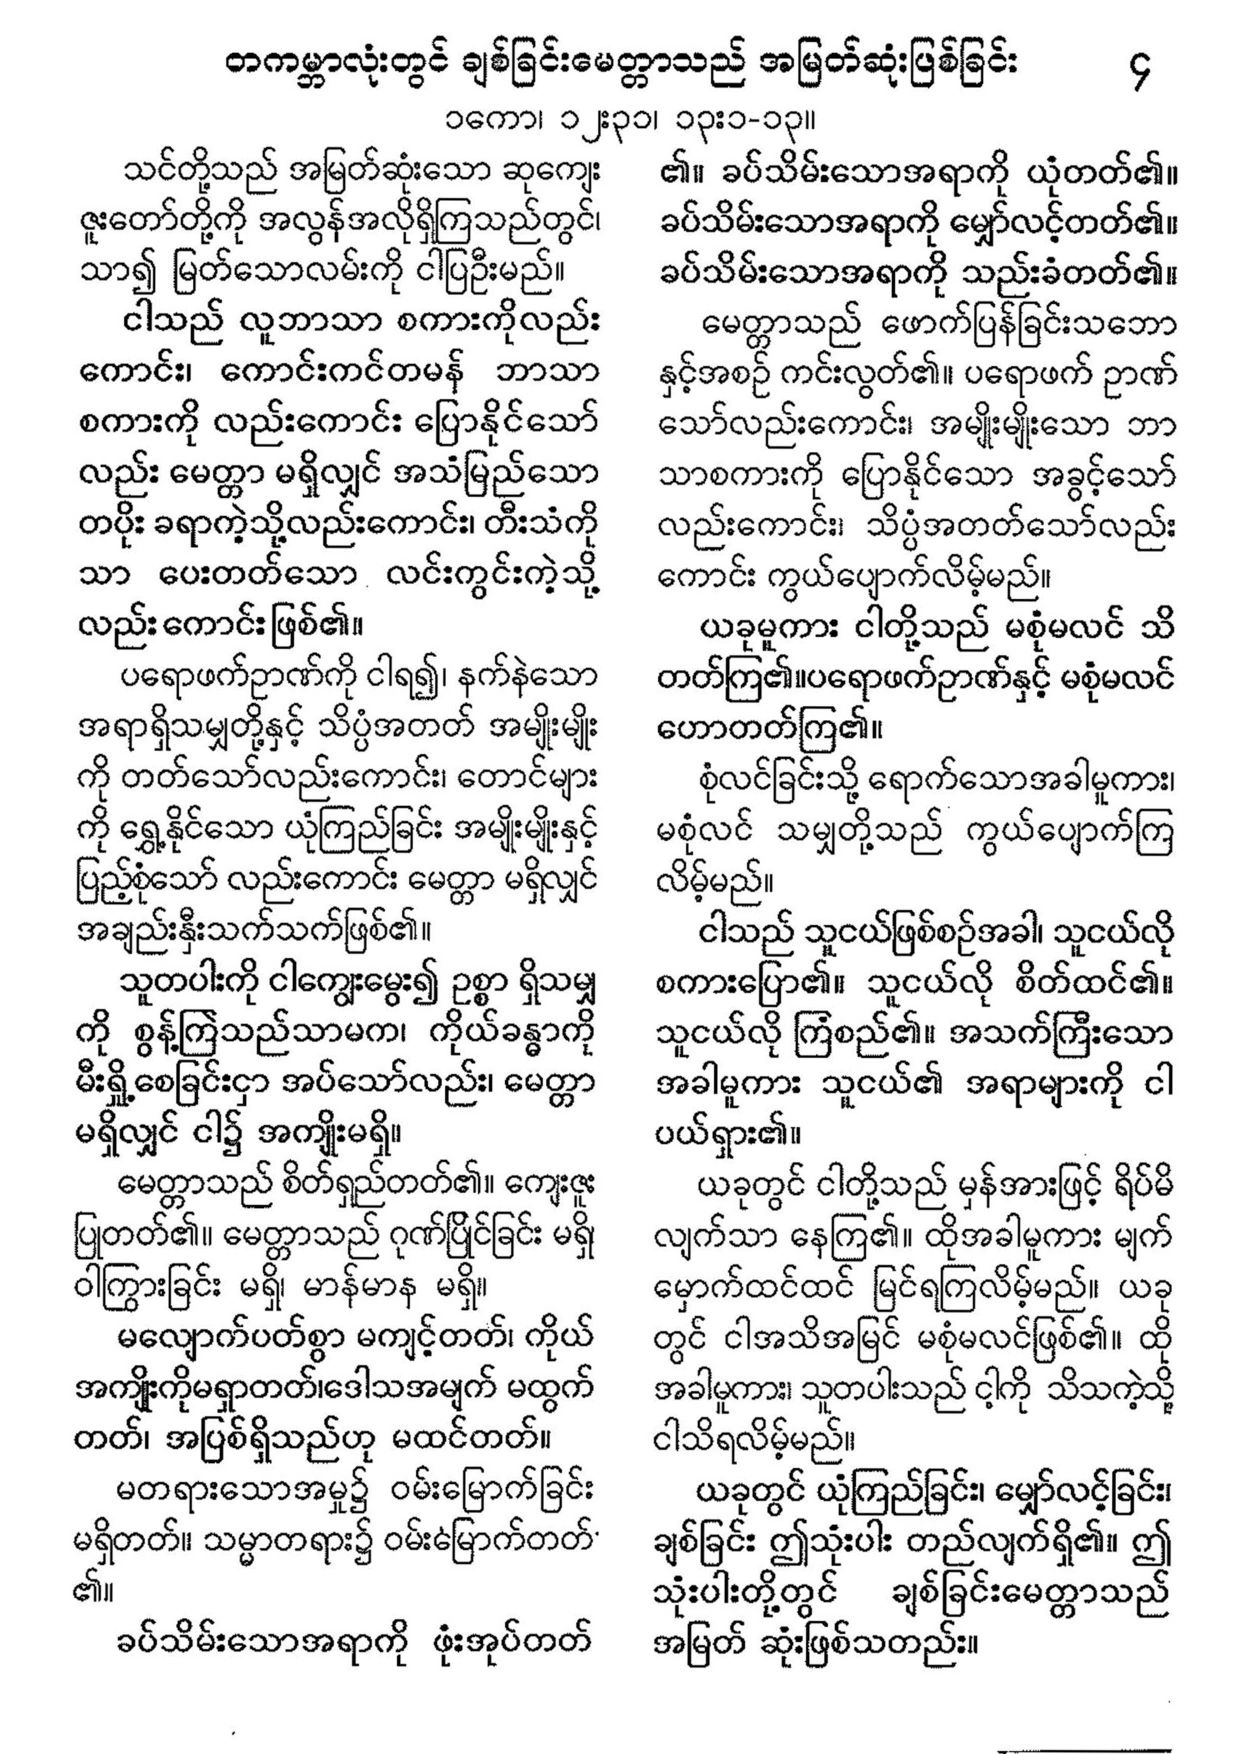 တကမ္ဘာလုံးတွင် ချစ်ခြင်းမေတ္တာသည် အမြတ်ဆုံးဖြစ်ခြင်း ၄
၁ကော၊ ၁၂း၃၁၊ ၁၃း၁-၁၃။
သင်တို့သည် အမြတ်ဆုံးသော ဆုကျေး
ဇူးတော်တို့ကို အလွန်အလိုရှိကြသည်တွင်၊
သာ၍ မြတ်သောလမ်းကို ငါပြဦးမည်။
ငါသည် လူဘာသာ စကားကိုလည်း
ကောင်း၊ ကောင်းကင်တမန် ဘာသာ
စကားကို လည်းကောင်း ပြောနိုင်သော်
လည်း မေတ္တာ မရှိလျှင် အသံမြည်သော
တပိုး ခရာကဲ့သို့လည်းကောင်း၊ တီးသံကို
သာ ပေးတတ်သော လင်းကွင်းကဲ့သို့
လည်းကောင်းဖြစ်၏။
ပရောဖက်ဉာဏ်ကို ငါရ၍၊ နက်နဲသော
အရာရှိသမျှတို့နှင့် သိပ္ပံအတတ် အမျိုးမျိုး
ကို တတ်သော်လည်းကောင်း၊ တောင်များ
ကို ရွှေ့နိုင်သော ယုံကြည်ခြင်း အမျိုးမျိုးနှင့်
ပြည့်စုံသော် လည်းကောင်း မေတ္တာ မရှိလျှင်
အချည်းနှီးသက်သက်ဖြစ်၏။
သူတပါးကို ငါကျွေးမွေး၍ ဥစ္စာ ရှိသမျှ
ကို စွန့်ကြဲသည်သာမက၊ ကိုယ်ခန္ဓာကို
မီးရှို့စေခြင်းငှာ အပ်သော်လည်း၊ မေတ္တာ
မရှိလျှင် ငါ၌ အကျိုးမရှိ။
မေတ္တာသည် စိတ်ရှည်တတ်၏။ ကျေးဇူး
ပြုတတ်၏။ မေတ္တာသည် ဂုဏ်ပြိုင်ခြင်း မရှိ၊
ဝါကြွားခြင်း မရှိ၊ မာန်မာန မရှိ။
မလျောက်ပတ်စွာ မကျင့်တတ်၊ ကိုယ်
အကျိုးကိုမရှာတတ်၊ဒေါသအမျက် မထွက်
တတ်၊ အပြစ်ရှိသည်ဟု မထင်တတ်။
မတရားသောအမှု၌ ဝမ်းမြောက်ခြင်း
မရှိတတ်။ သမ္မာတရား၌ ဝမ်းမြောက်တတ်
၏။
ခပ်သိမ်းသောအရာကို ဖုံးအုပ်တတ်
၏။ ခပ်သိမ်းသောအရာကို ယုံတတ်၏။
ခပ်သိမ်းသောအရာကို မျှော်လင့်တတ်၏။
ခပ်သိမ်းသောအရာကို သည်းခံတတ်၏။
မေတ္တာသည် ဖောက်ပြန်ခြင်းသဘော
နှင့်အစဉ် ကင်းလွတ်၏။ ပရောဖက် ဉာဏ်
သော်လည်းကောင်း၊ အမျိုးမျိုးသော ဘာ
သာစကားကို ပြောနိုင်သော အခွင့်သော်
လည်းကောင်း၊ သိပ္ပံအတတ်သော်လည်း
ကောင်း ကွယ်ပျောက်လိမ့်မည်။
ယခုမူကား ငါတို့သည် မစုံမလင် သိ
တတ်ကြ၏။ပရောဖက်ဉာဏ်နှင့် မစုံမလင်
ဟောတတ်ကြ၏။
စုံလင်ခြင်းသို့ ရောက်သောအခါမူကား၊
မစုံလင် သမျှတို့သည် ကွယ်ပျောက်ကြ
လိမ့်မည်။
ငါသည် သူငယ်ဖြစ်စဉ်အခါ၊ သူငယ်လို
စကားပြော၏။ သူငယ်လို စိတ်ထင်၏။
သူငယ်လို ကြံစည်၏။ အသက်ကြီးသော
အခါမူကား သူငယ်၏ အရာများကို ငါ
ပယ်ရှား၏။
ယခုတွင် ငါတို့သည် မှန်အားဖြင့် ရိပ်မိ
လျက်သာ နေကြ၏။ ထိုအခါမူကား မျက်
မှောက်ထင်ထင် မြင်ရကြလိမ့်မည်။ ယခု
တွင် ငါအသိအမြင် မစုံမလင်ဖြစ်၏။ ထို
အခါမူကား၊ သူတပါးသည် ငါ့ကို သိသကဲ့သို့
ငါသိရလိမ့်မည်။
ယခုတွင် ယုံကြည်ခြင်း၊ မျှော်လင့်ခြင်း၊
ချစ်ခြင်း ဤသုံးပါး တည်လျက်ရှိ၏။ ဤ
သုံးပါးတို့တွင် ချစ်ခြင်းမေတ္တာသည်
အမြတ် ဆုံးဖြစ်သတည်း။